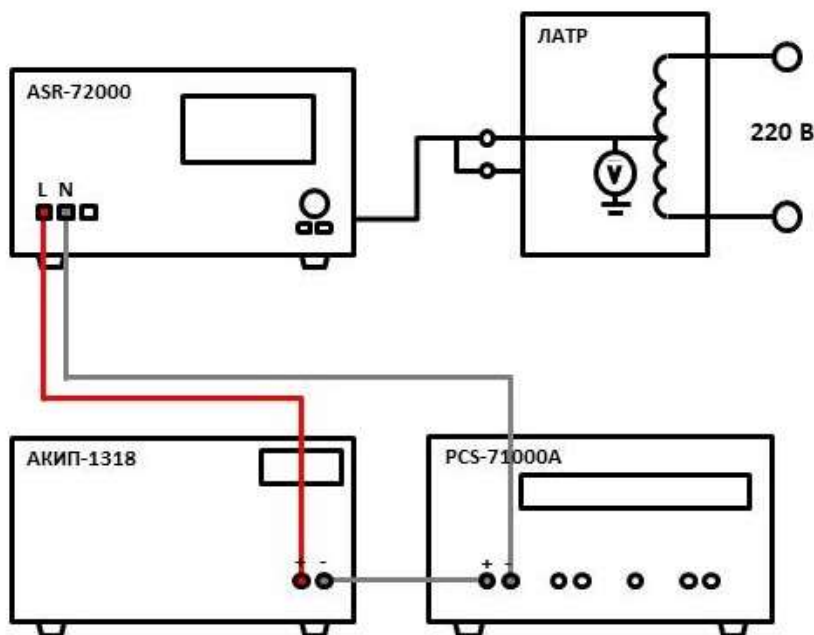 ЛАТР
ASR-72000
V
220 В
L N
АКИП-1318
PCS-71000A
+ -
+ -